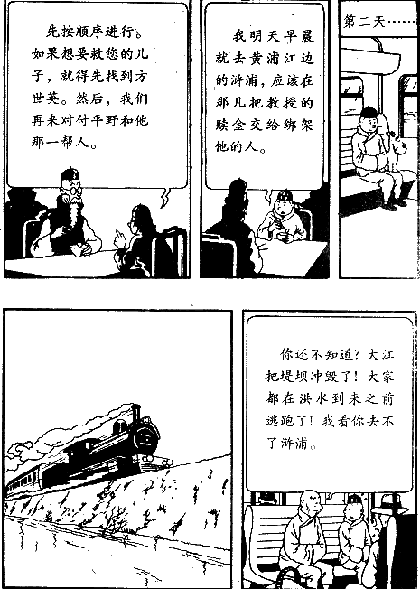 先按顺序进行。
如果想要救您的儿
子，就得先找到方
世英。然后，我们
再来对付平野和他
那一帮人。
我明天早晨
就去黄浦江边
的浒浦，应该在
那儿把教授的
赎金交给绑架
他的人。
第二天……
你还不知道？大江
把堤坝冲毁了！大家
都在洪水到来之前
逃跑了！我看你去不
了浒浦。